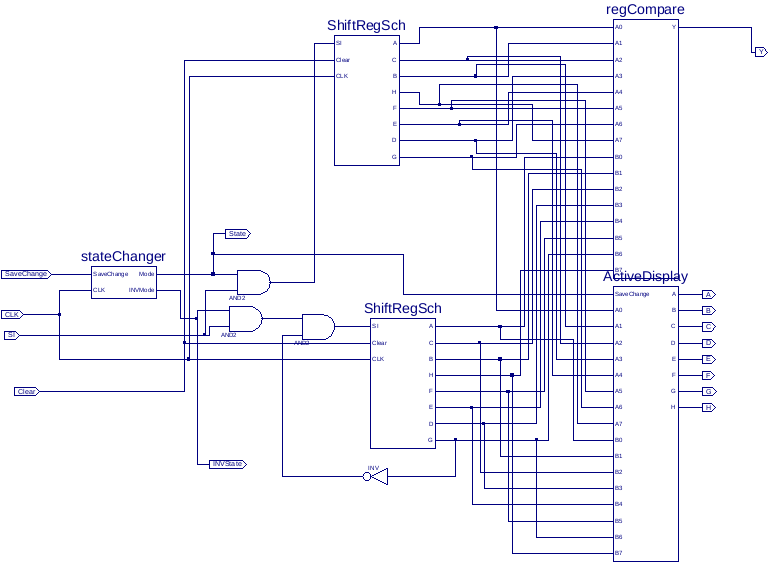 regCompare
ShiftRegSch
A0 Y
A1
A2
A3
A4
A5
A6
A7
B0
B1
B2
B3
B4
B5
B6
B7
Y
SI A
Clear C
CLK B
H
F
E
D
G
State
stateChanger
SaveChange
SaveChange Mode
CLK INVMode
AND2
CLK
SI
AND2
AND2
Clear
INVState
INV
ShiftRegSch
SI A
Clear C
CLK B
H
F
E
D
G
ActiveDisplay
SaveChange A
A0 B
A1 C
A2 D
A3 E
A4 F
A5 G
A6 H
A7
B0
B1
B2
B3
B4
B5
B6
B7
A
B
C
D
E
F
G
H